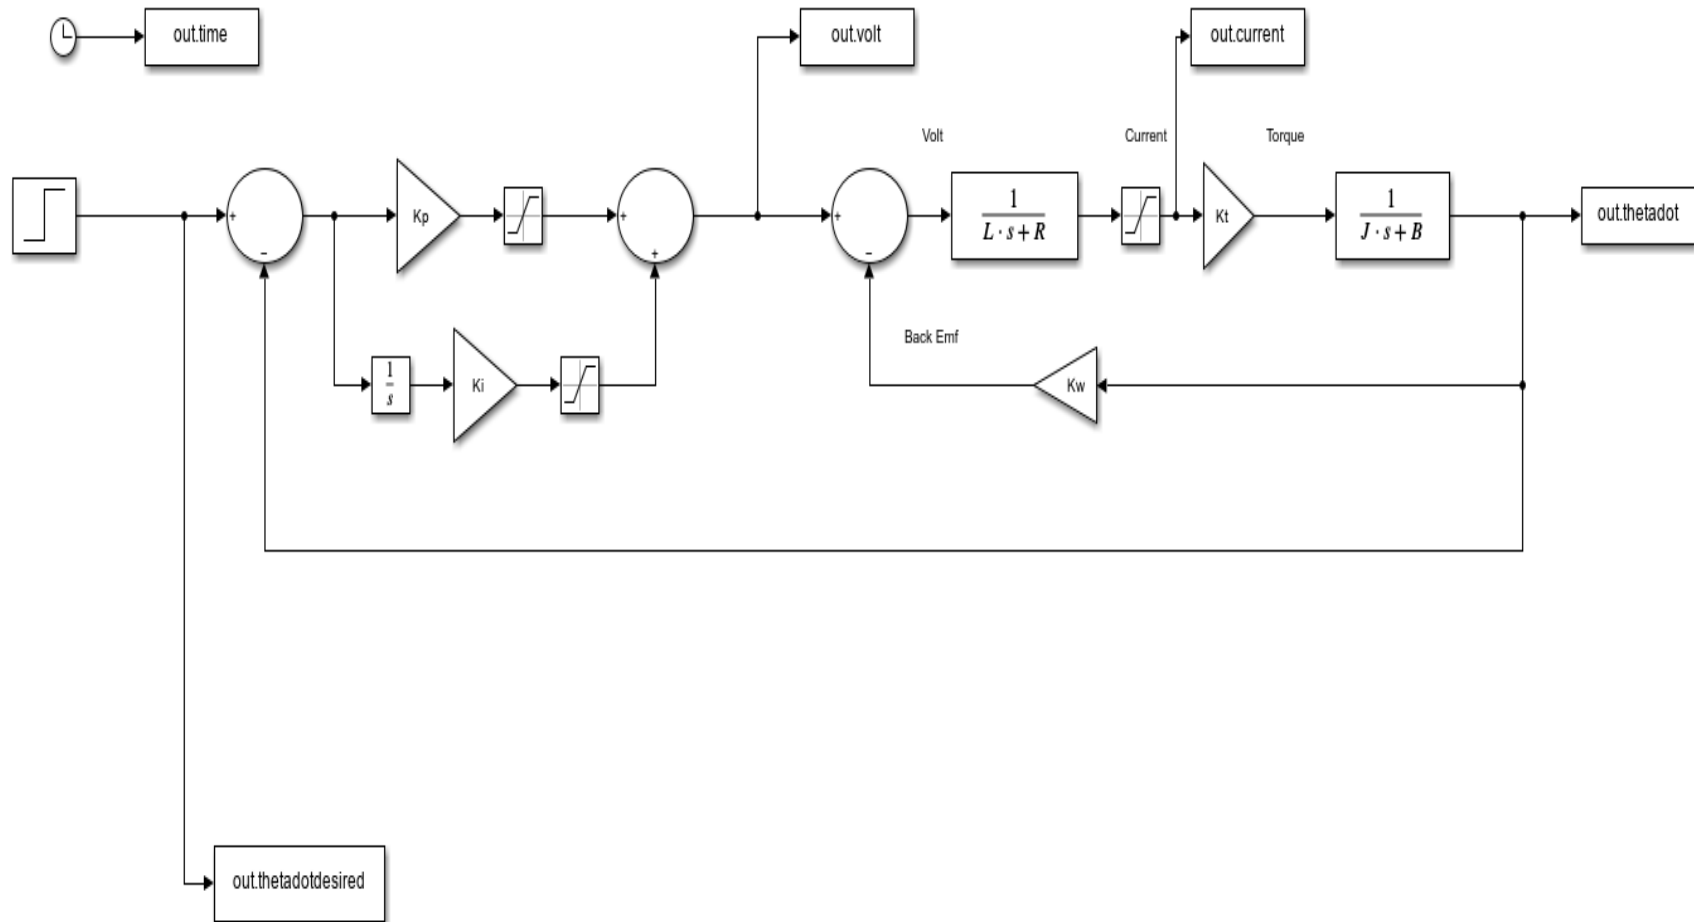 out.time
out.volt
out.current
Volt
Current
Torque
+
−
Kp
+
+
+
−
1
L · s + R
Kt
1
J · s + B
out.thetadot
Back Emf
1
s
Ki
Kw
out.thetadotdesired